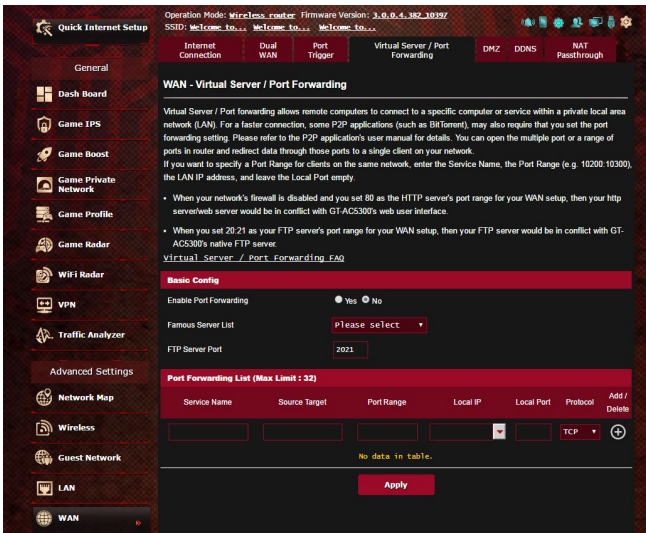 Quick Internet Setup
Operation Mode: Wireless router Firmware Version: 3.0.0.4.382_10397
SSID: Welcome to... Welcome to... Welcome to...
Internet Connection
Dual WAN
Port Trigger
Virtual Server / Port Forwarding
DMZ
DDNS
NAT Passthrough
General
Dash Board
Game IPS
Game Boost
Game Private Network
Game Profile
Game Radar
WiFi Radar
VPN
Traffic Analyzer
Advanced Settings
Network Map
Wireless
Guest Network
LAN
WAN
WAN - Virtual Server / Port Forwarding
Virtual Server / Port forwarding allows remote computers to connect to a specific computer or service within a private local area
network (LAN). For a faster connection, some P2P applications (such as BitTorrent), may also require that you set the port
forwarding setting. Please refer to the P2P application's user manual for details. You can open the multiple port or a range of
ports in router and redirect data through those ports to a single client on your network.
If you want to specify a Port Range for clients on the same network, enter the Service Name, the Port Range (e.g. 10200:10300),
the LAN IP address, and leave the Local Port empty.
• When your network's firewall is disabled and you set 80 as the HTTP server's port range for your WAN setup, then your http
server/web server would be in conflict with GT-AC5300's web user interface.
• When you set 20:21 as your FTP server's port range for your WAN setup, then your FTP server would be in conflict with GT-
AC5300's native FTP server.
Virtual Server / Port Forwarding FAQ
Basic Config
Enable Port Forwarding Yes No
Famous Server List Please select
FTP Server Port 2021
Port Forwarding List (Max Limit : 32)
Service Name Source Target Port Range Local IP Local Port Protocol Add / Delete
TCP
No data in table.
Apply